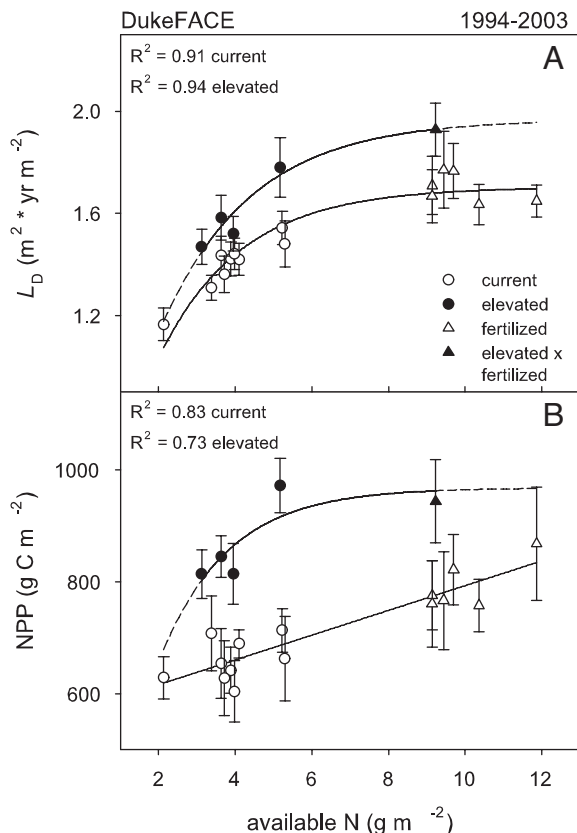 DukeFACE 1994-2003
R² = 0.91 current
R² = 0.94 elevated
A
2.0
1.6
1.2
L_D (m² * yr m⁻²)
current
elevated
fertilized
elevated x
fertilized
R² = 0.83 current
R² = 0.73 elevated
B
1000
800
600
NPP (g C m⁻²)
2 4 6 8 10 12
available N (g m⁻²)